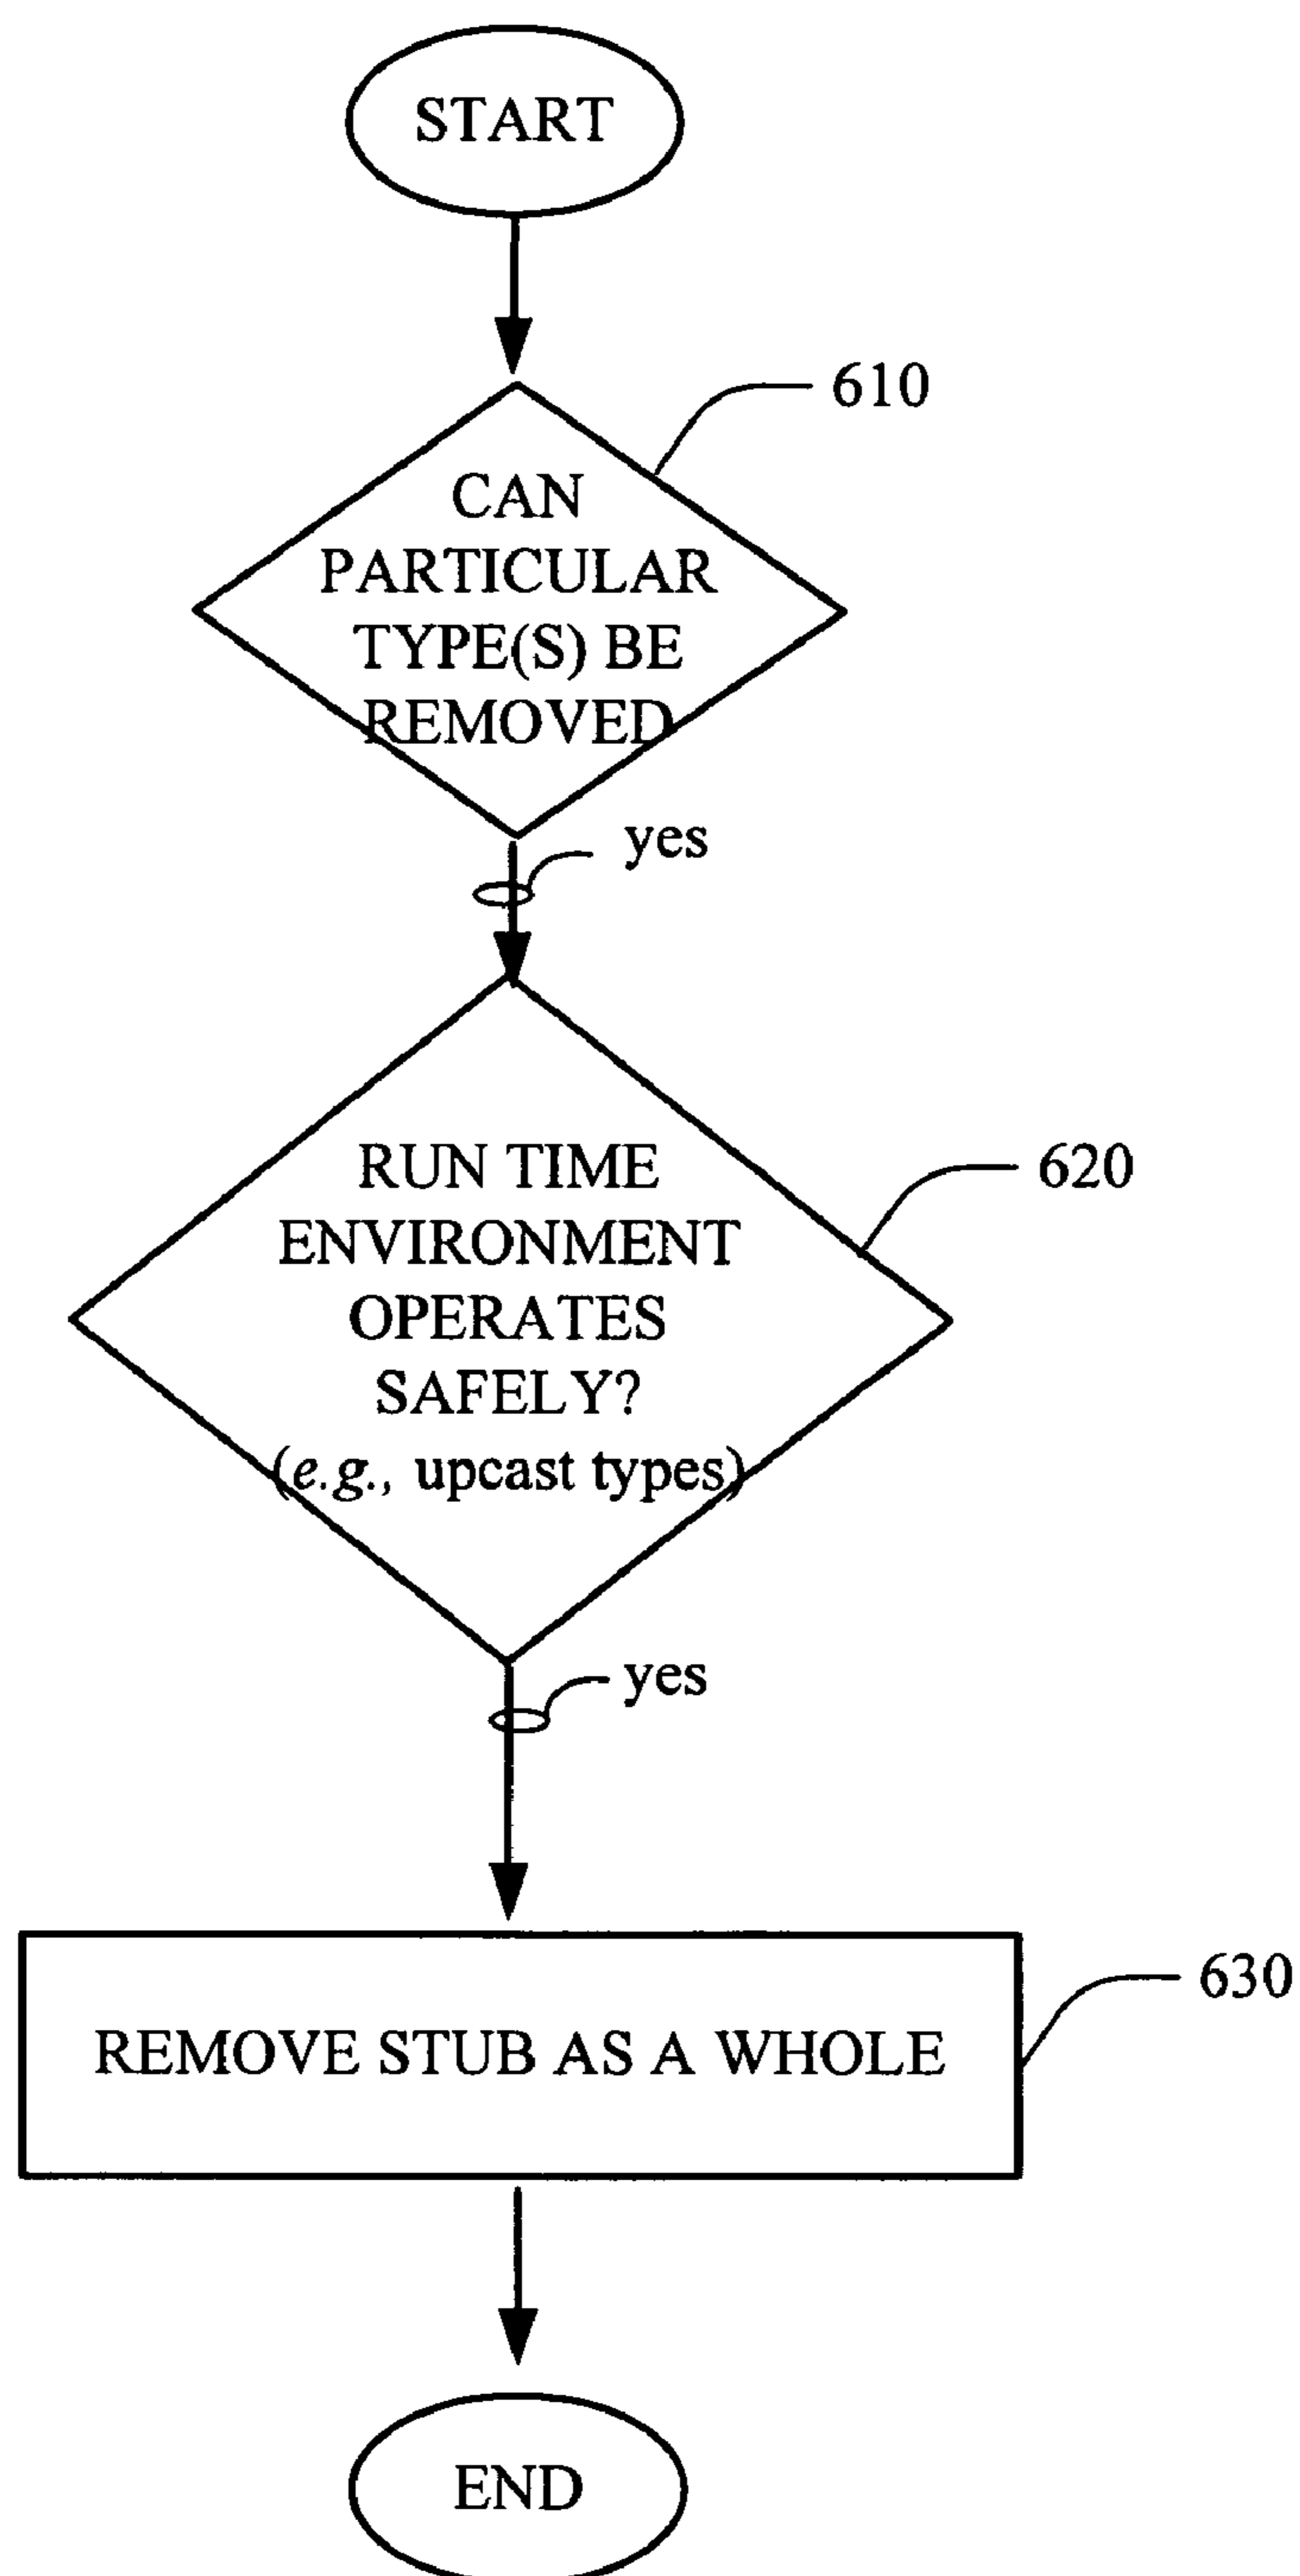 START
610
CAN
PARTICULAR
TYPE(S) BE
REMOVED
yes
RUN TIME
ENVIRONMENT
OPERATES
SAFELY?
(e.g., upcast types)
620
yes
630
REMOVE STUB AS A WHOLE
END